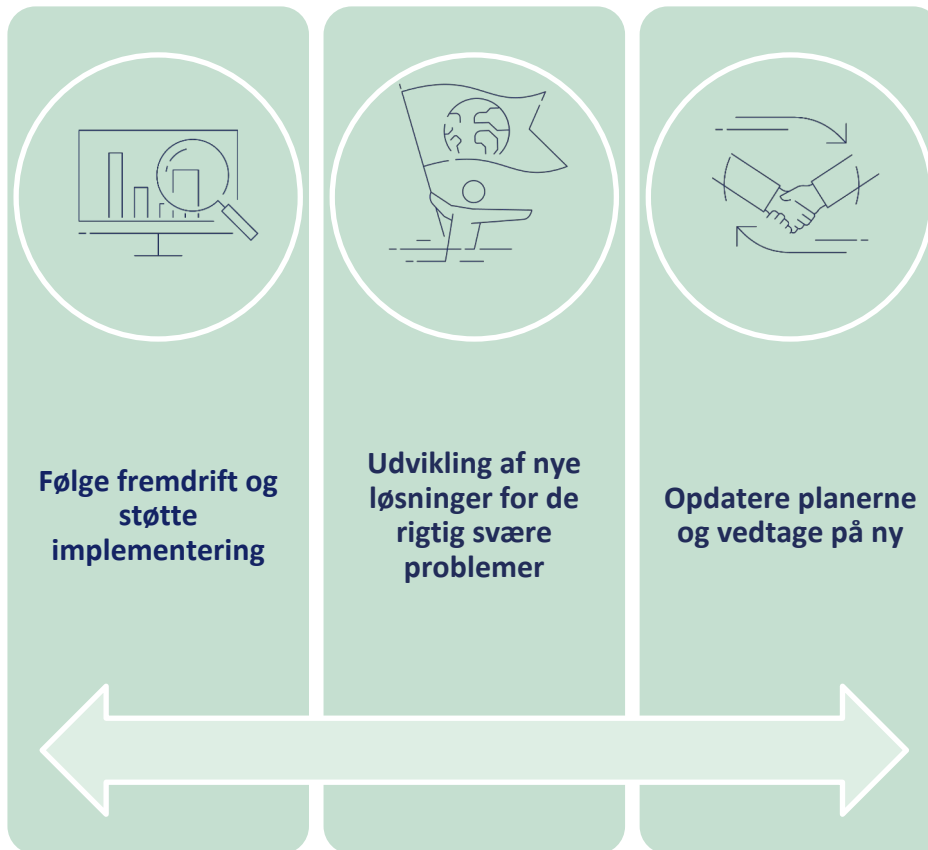 Følge fremdrift og
støtte
implementering
Udvikling af nye
løsninger for de
rigtig svære
problemer
Opdatere planerne
og vedtage på ny